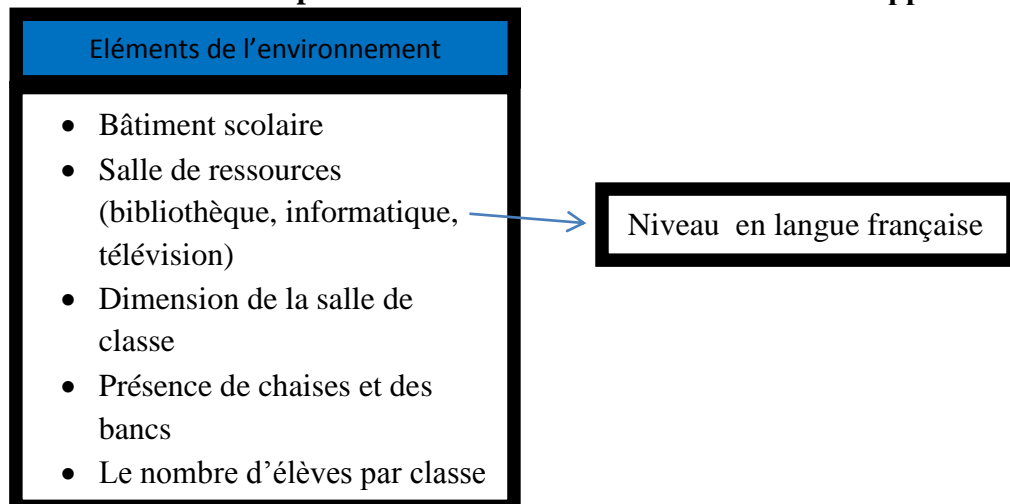 Eléments de l’environnement
• Bâtiment scolaire
• Salle de ressources
(bibliothèque, informatique,
télévision)
Niveau en langue française
• Dimension de la salle de
classe
• Présence de chaises et des
bancs
• Le nombre d’élèves par classe